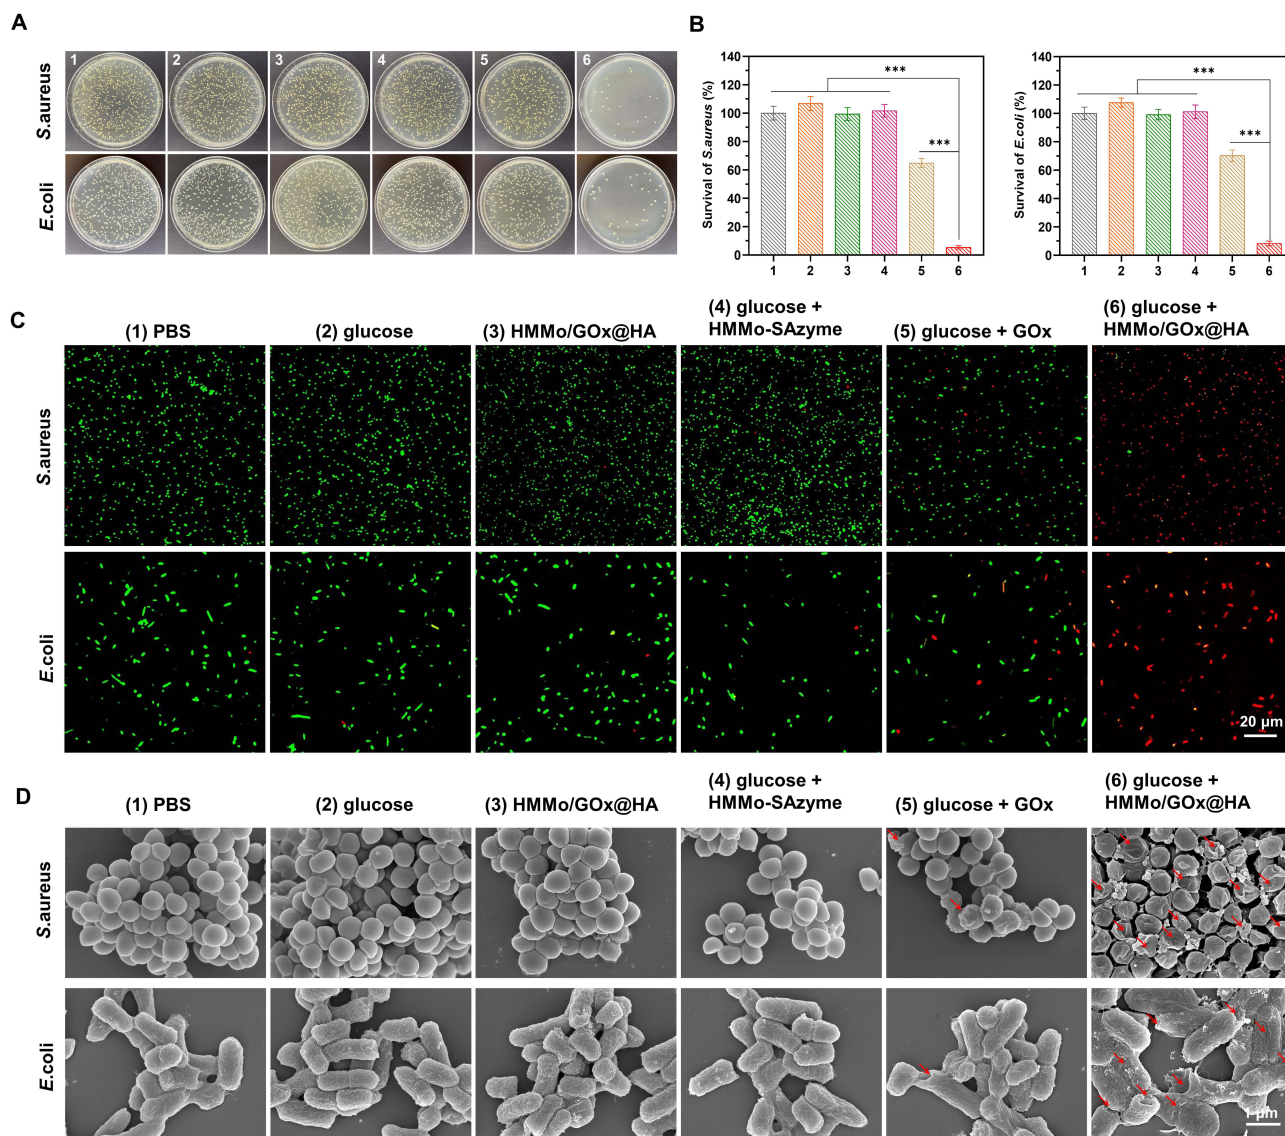 A
B
S.aureus
1
2
3
4
5
6
E.coli
Survival of S.aureus (%)
140
120
100
80
60
40
20
0
***
***
1 2 3 4 5 6
Survival of E.coli (%)
140
120
100
80
60
40
20
0
***
***
1 2 3 4 5 6
C
(1) PBS
(2) glucose
(3) HMMo/GOx@HA
(4) glucose +
HMMo-SAzyme
(5) glucose + GOx
(6) glucose +
HMMo/GOx@HA
S.aureus
E.coli
20 μm
D
(1) PBS
(2) glucose
(3) HMMo/GOx@HA
(4) glucose +
HMMo-SAzyme
(5) glucose + GOx
(6) glucose +
HMMo/GOx@HA
S.aureus
E.coli
1 μm